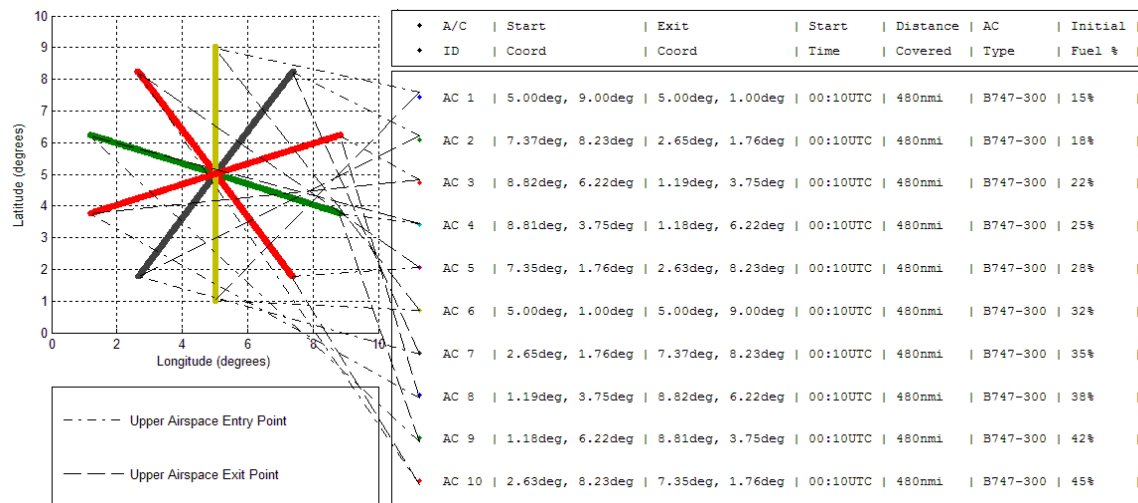 10
9
8
7
6
5
4
3
2
1
0
Latitude (degrees)
0 2 4 6 8 10
Longitude (degrees)
Upper Airspace Entry Point
Upper Airspace Exit Point
A/C | Start | Exit | Start | Distance | AC | Initial |
ID | Coord | Coord | Time | Covered | Type | Fuel % |
AC 1 | 5.00deg, 9.00deg | 5.00deg, 1.00deg | 00:10UTC | 480nmi | B747-300 | 15% |
AC 2 | 7.37deg, 8.23deg | 2.65deg, 1.76deg | 00:10UTC | 480nmi | B747-300 | 18% |
AC 3 | 8.82deg, 6.22deg | 1.19deg, 3.75deg | 00:10UTC | 480nmi | B747-300 | 22% |
AC 4 | 8.81deg, 3.75deg | 1.18deg, 6.22deg | 00:10UTC | 480nmi | B747-300 | 25% |
AC 5 | 7.35deg, 1.76deg | 2.63deg, 8.23deg | 00:10UTC | 480nmi | B747-300 | 28% |
AC 6 | 5.00deg, 1.00deg | 5.00deg, 9.00deg | 00:10UTC | 480nmi | B747-300 | 32% |
AC 7 | 2.65deg, 1.76deg | 7.37deg, 8.23deg | 00:10UTC | 480nmi | B747-300 | 35% |
AC 8 | 1.19deg, 3.75deg | 8.82deg, 6.22deg | 00:10UTC | 480nmi | B747-300 | 38% |
AC 9 | 1.18deg, 6.22deg | 8.81deg, 3.75deg | 00:10UTC | 480nmi | B747-300 | 42% |
AC 10 | 2.63deg, 8.23deg | 7.35deg, 1.76deg | 00:10UTC | 480nmi | B747-300 | 45% |